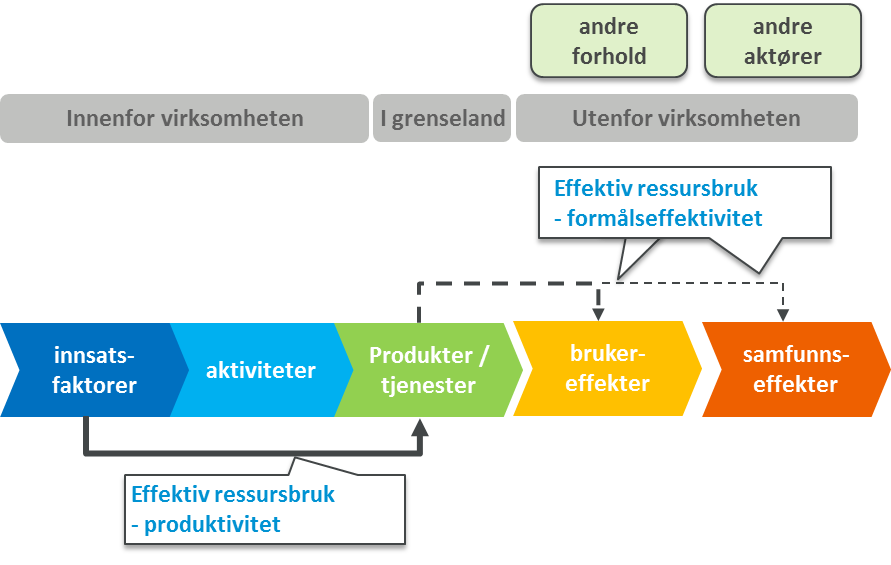 andre
forhold
andre
aktører
Innenfor virksomheten
I grenseland
Utenfor virksomheten
Effektiv ressursbruk
- formålseffektivitet
innsats-
faktorer
aktiviteter
Produkter /
tjenester
bruker-
effekter
samfunns-
effekter
Effektiv ressursbruk
- produktivitet